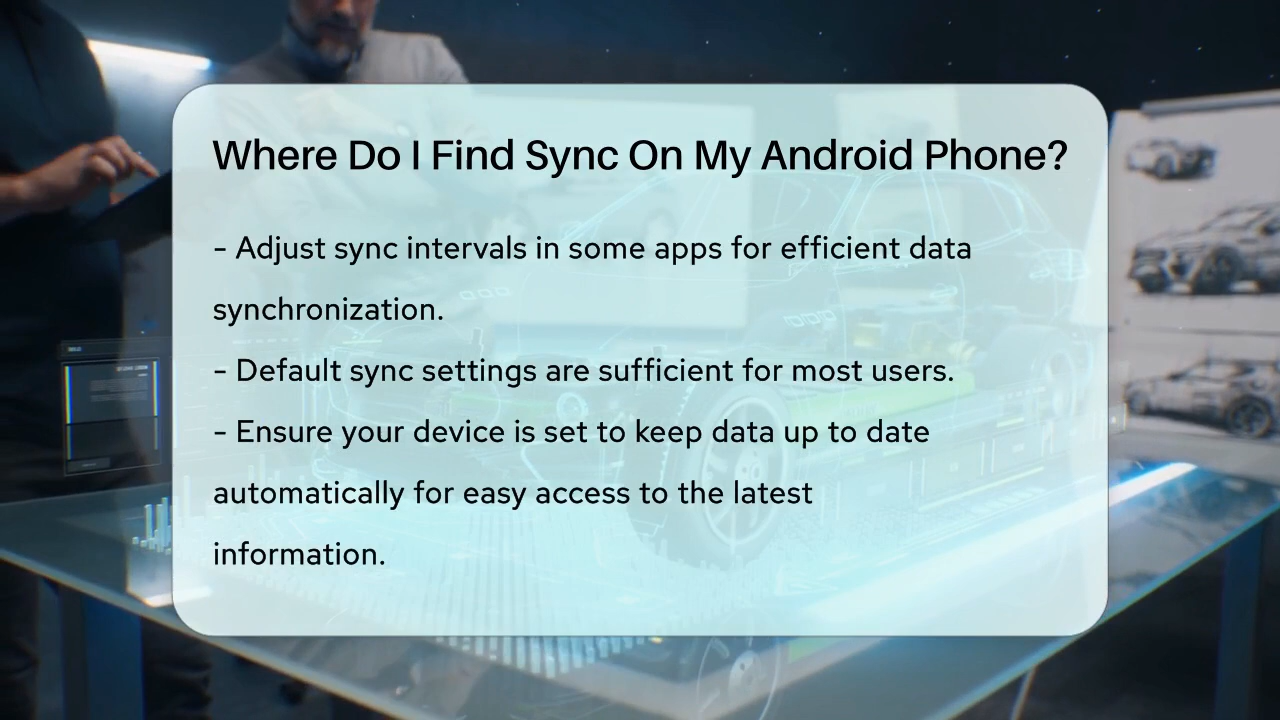 Where Do I Find Sync On My Android Phone?
– Adjust sync intervals in some apps for efficient data
synchronization.
– Default sync settings are sufficient for most users.
– Ensure your device is set to keep data up to date
automatically for easy access to the latest
information.